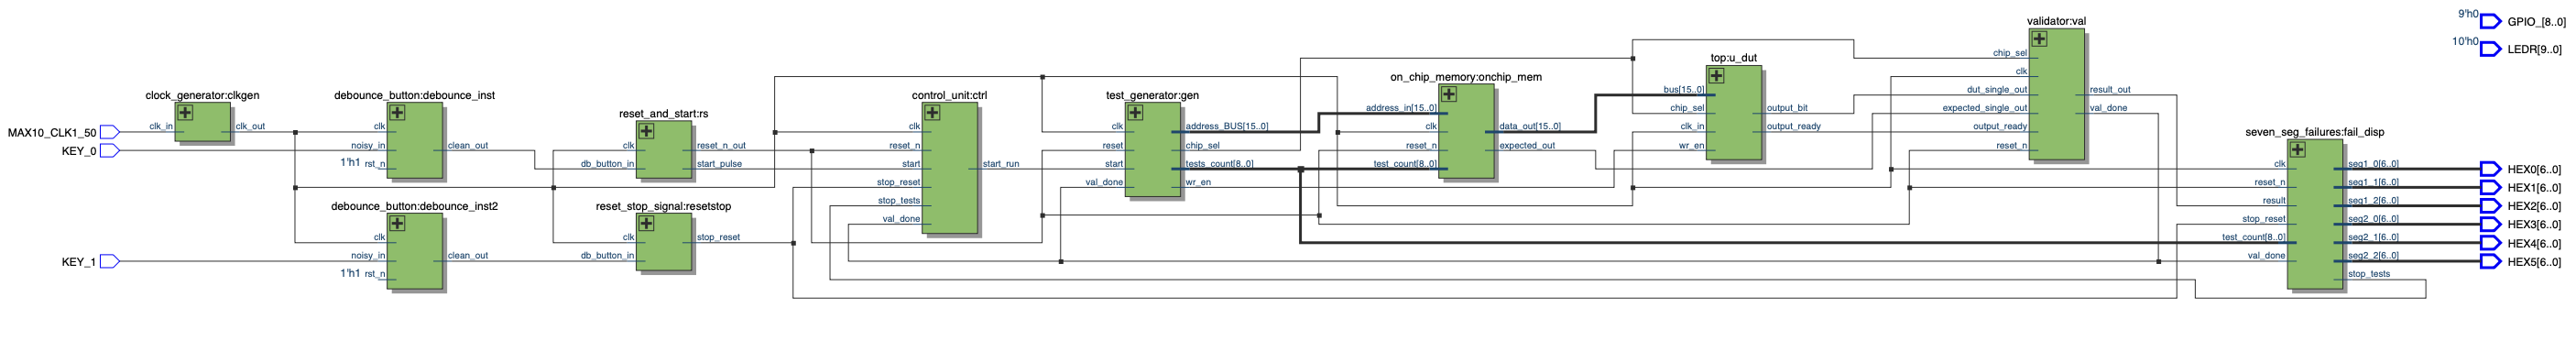 MAX10_CLK1_50
KEY_0
KEY_1
clock_generator:clkgen
clk_in
clk_out
debounce_button:debounce_inst
clk
noisy_in
1'h1 rst_n
clean_out
debounce_button:debounce_inst2
clk
noisy_in
1'h1 rst_n
clean_out
reset_and_start:rs
clk
db_button_in
reset_n_out
start_pulse
reset_stop_signal:resetstop
clk
db_button_in
stop_reset
control_unit:ctrl
clk
reset_n
start
stop_reset
stop_tests
val_done
start_run
test_generator:gen
clk
reset
start
val_done
address_BUS[15..0]
chip_sel
tests_count[8..0]
wr_en
on_chip_memory:onchip_mem
address_in[15..0]
clk
reset_n
test_count[8..0]
data_out[15..0]
expected_out
top:u_dut
bus[15..0]
chip_sel
clk_in
wr_en
output_bit
output_ready
validator:val
chip_sel
clk
dut_single_out
expected_single_out
output_ready
reset_n
result_out
val_done
seven_seg_failures:fail_disp
clk
reset_n
result
stop_reset
test_count[8..0]
val_done
seg1_0[6..0]
seg1_1[6..0]
seg1_2[6..0]
seg2_0[6..0]
seg2_1[6..0]
seg2_2[6..0]
stop_tests
9'h0
GPIO_[8..0]
10'h0
LEDR[9..0]
HEX0[6..0]
HEX1[6..0]
HEX2[6..0]
HEX3[6..0]
HEX4[6..0]
HEX5[6..0]